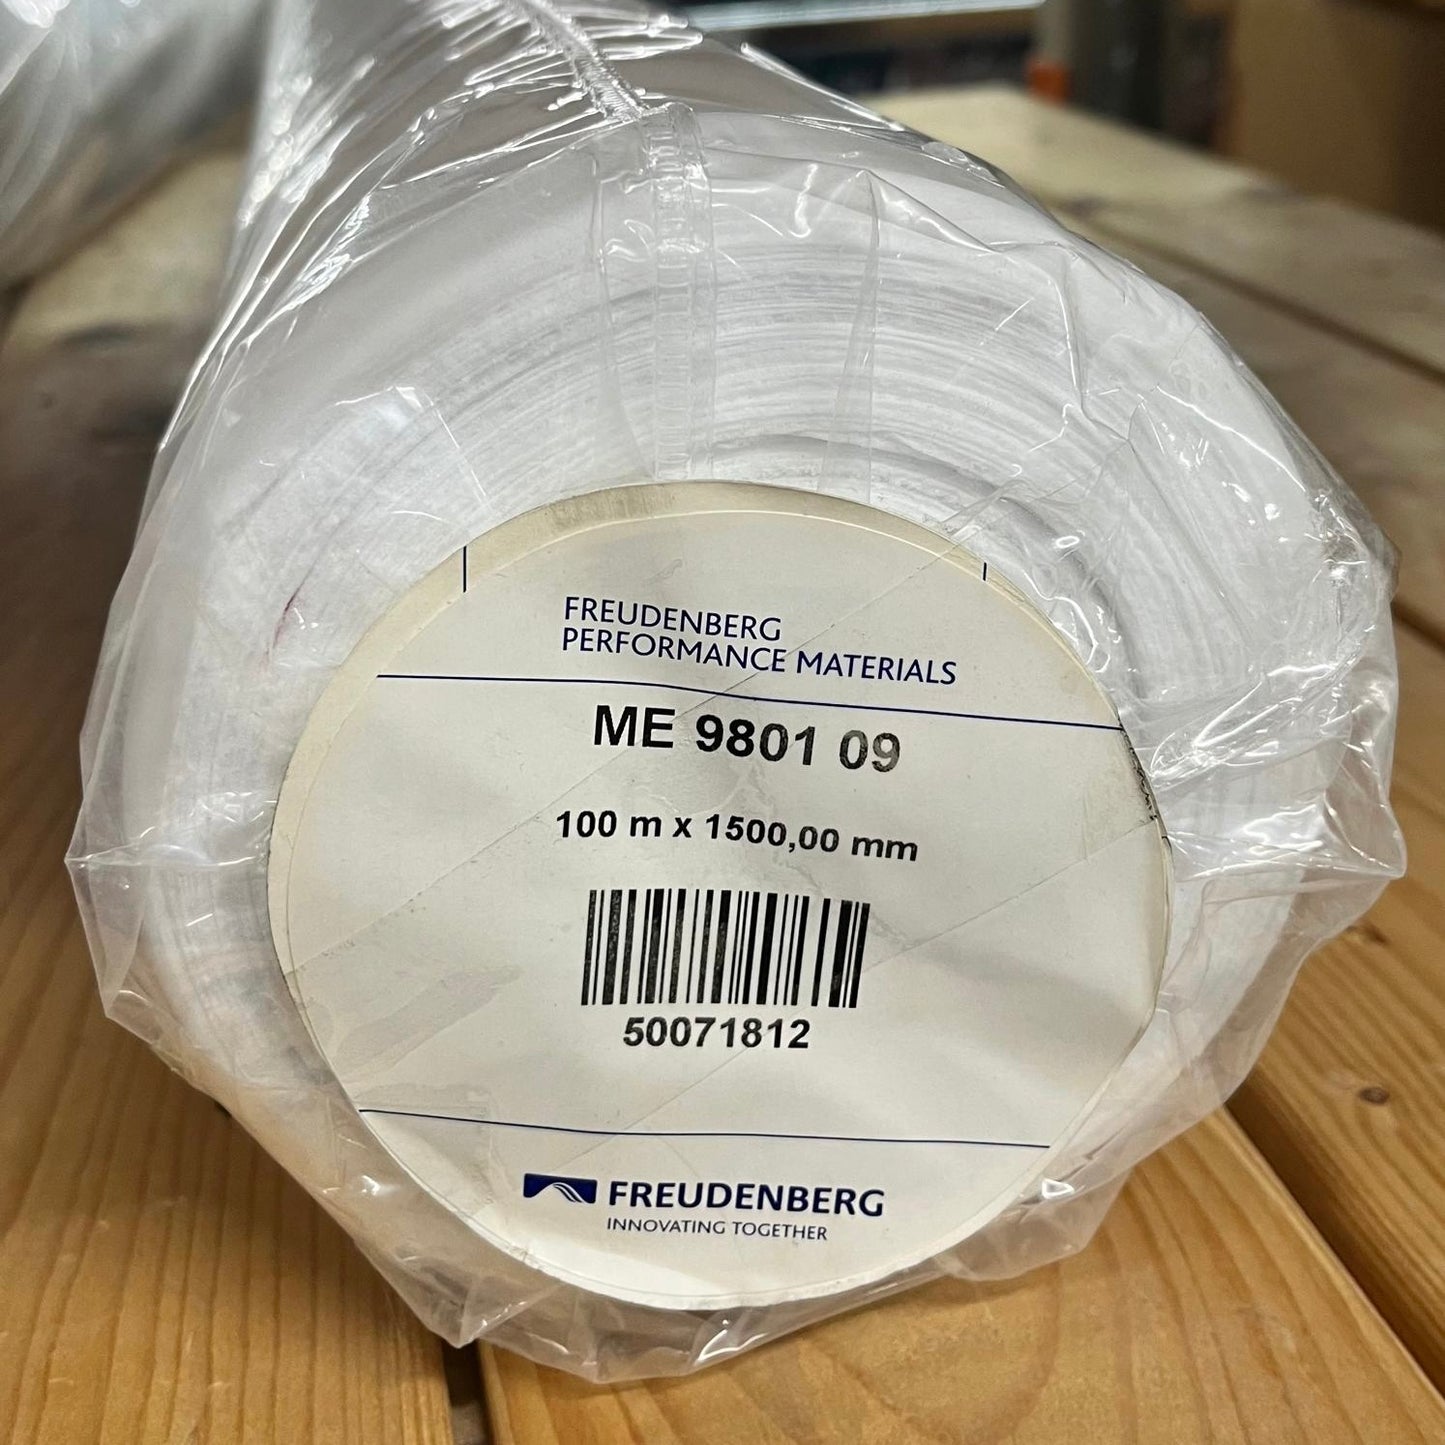 FREUDENBERG
PERFORMANCE MATERIALS
ME 9801 09
100 m x 1500,00 mm
50071812
FREUDENBERG
INNOVATING TOGETHER